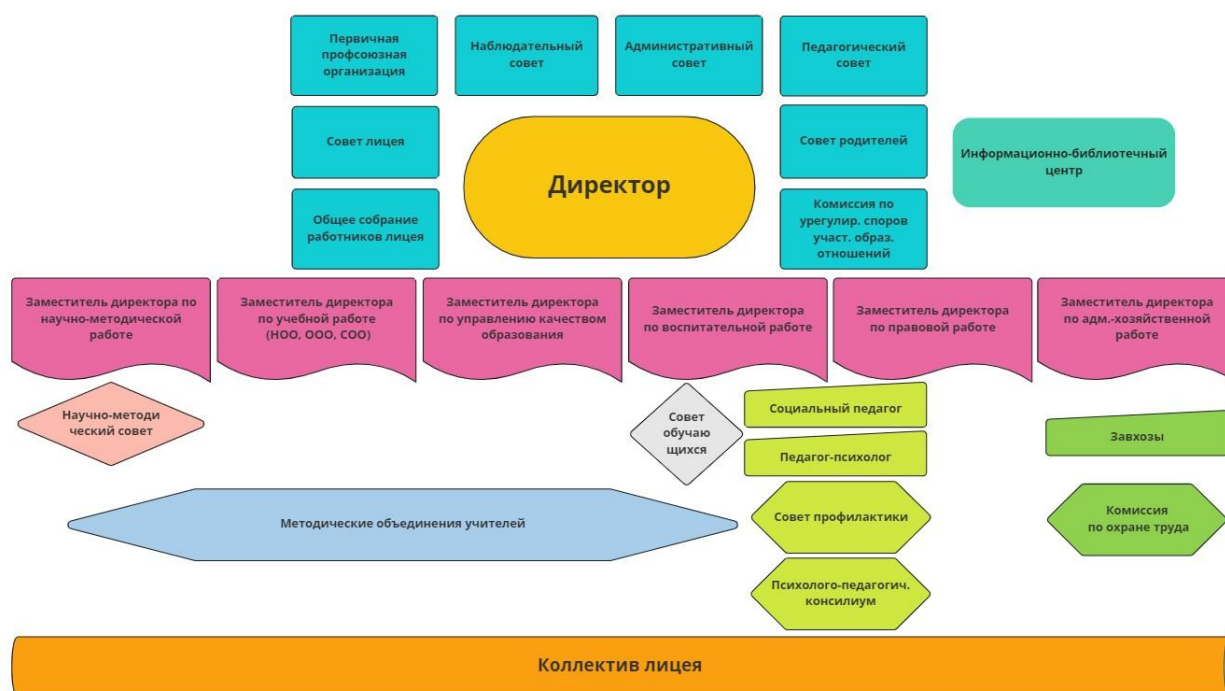 Первичная
профсоюзная
организация
Наблюдательный
совет
Административный
совет
Педагогический
совет
Совет лицея
Директор
Совет родителей
Информационно-библиотечный
центр
Общее собрание
работников лицея
Комиссия по
урегулир. споров
участ. образ.
отношений
Заместитель директора по
научно-методической
работе
Заместитель директора
по учебной работе
(НОО, ООО, СОО)
Заместитель директора
по управлению качеством
образования
Заместитель директора
по воспитательной работе
Заместитель директора
по правовой работе
Заместитель директора
по адм.-хозяйственной
работе
Научно-методи
ческий совет
Совет
обучаю
щихся
Социальный педагог
Педагог-психолог
Завхозы
Методические объединения учителей
Совет профилактики
Комиссия
по охране труда
Психолого-педагогич.
консилиум
Коллектив лицея